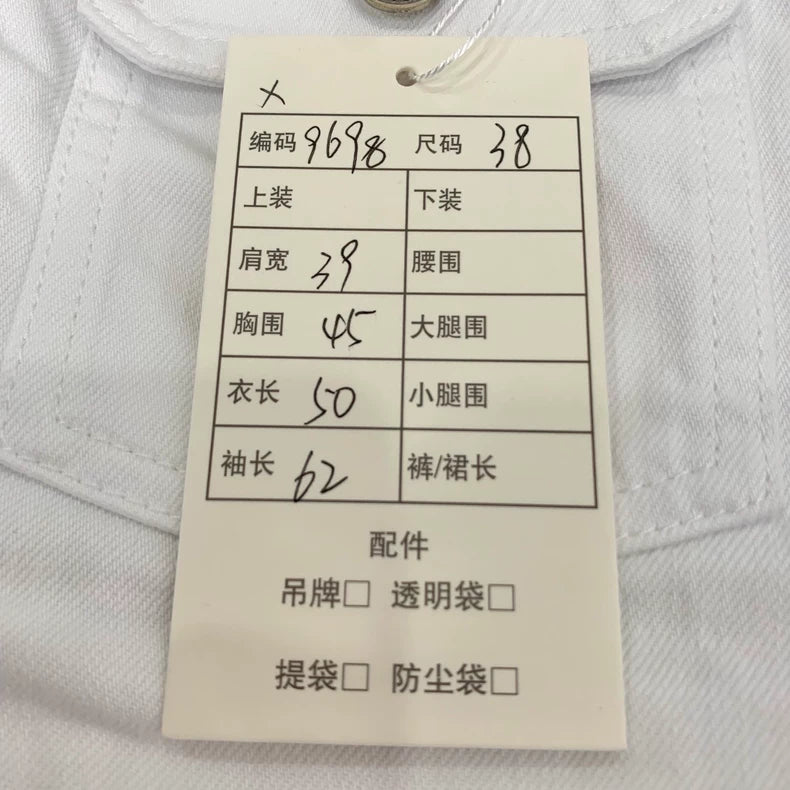 ×
编码 9698 尺码 38
上装 下装
肩宽 39 腰围
胸围 45 大腿围
衣长 50 小腿围
袖长 62 裤/裙长
配件
吊牌□ 透明袋□
提袋□ 防尘袋□